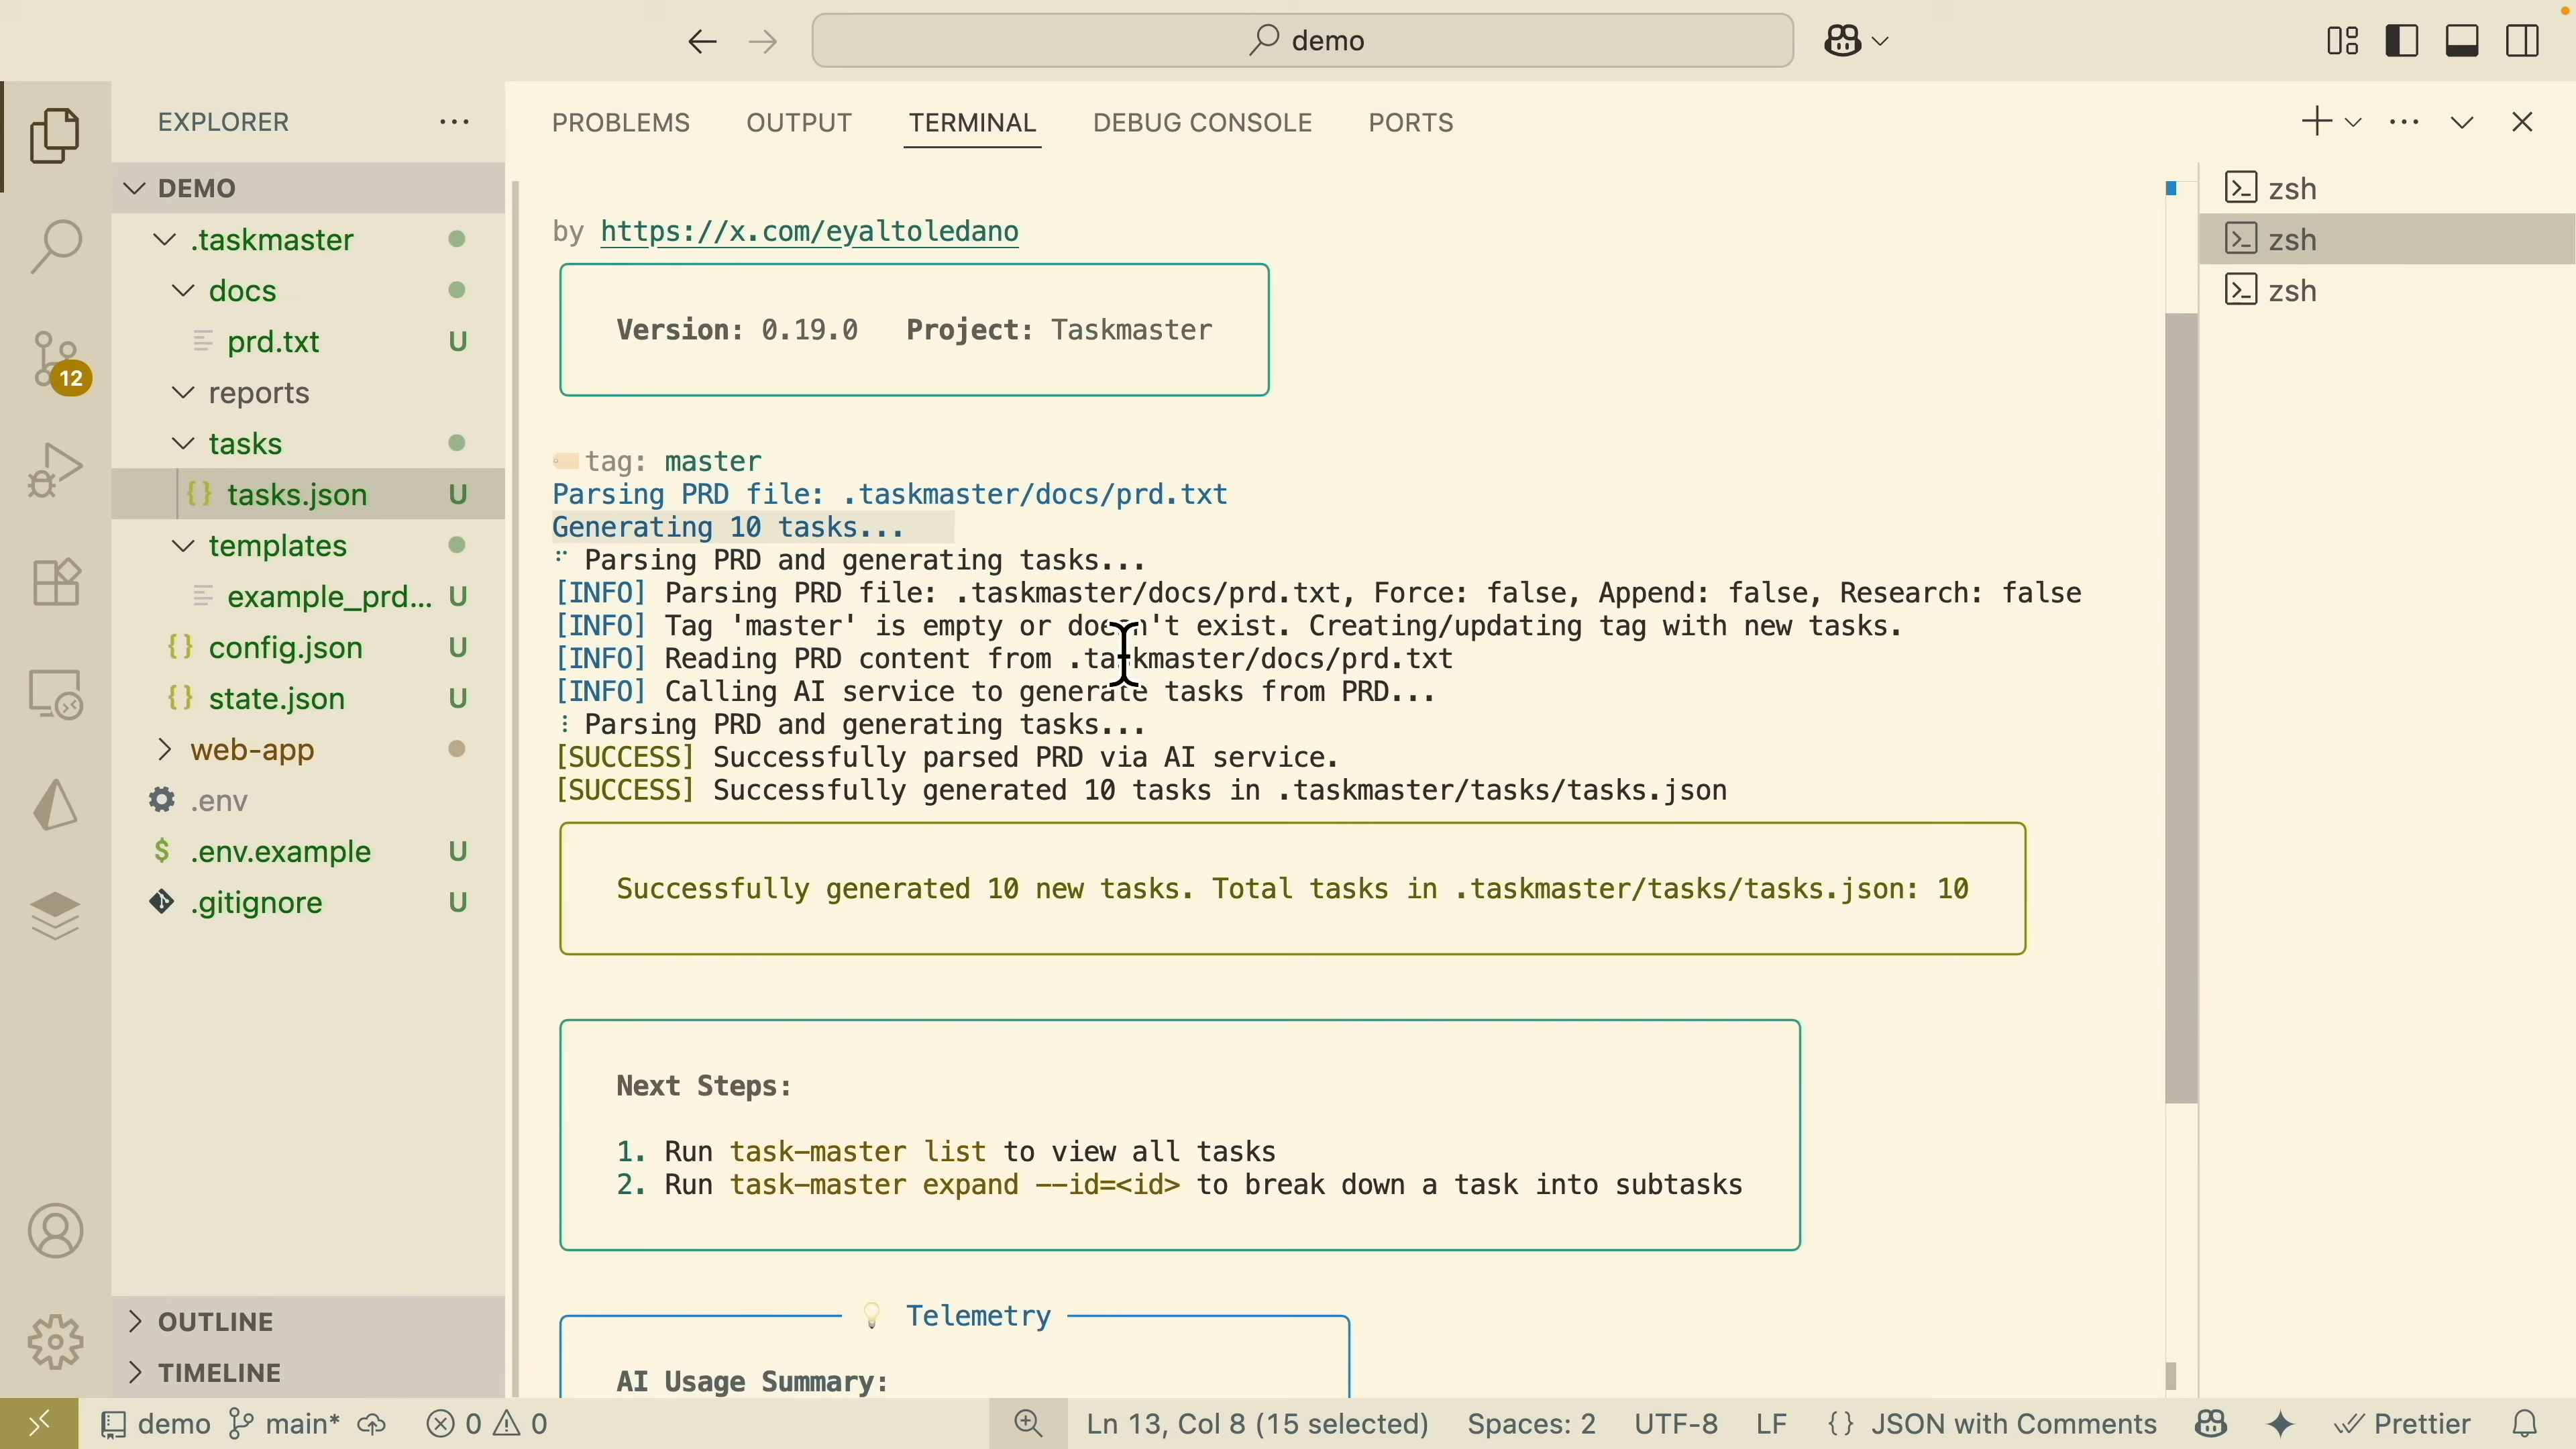 demo
EXPLORER
DEMO
.taskmaster
docs
prd.txt U
reports
tasks
{} tasks.json U
templates
example_prd... U
{} config.json U
{} state.json U
web-app
.env
$ .env.example U
.gitignore U
OUTLINE
TIMELINE
12
PROBLEMS OUTPUT TERMINAL DEBUG CONSOLE PORTS
by https://x.com/eyaltoledano
Version: 0.19.0 Project: Taskmaster
tag: master
Parsing PRD file: .taskmaster/docs/prd.txt
Generating 10 tasks...
Parsing PRD and generating tasks...
[INFO] Parsing PRD file: .taskmaster/docs/prd.txt, Force: false, Append: false, Research: false
[INFO] Tag 'master' is empty or doesn't exist. Creating/updating tag with new tasks.
[INFO] Reading PRD content from .taskmaster/docs/prd.txt
[INFO] Calling AI service to generate tasks from PRD...
Parsing PRD and generating tasks...
[SUCCESS] Successfully parsed PRD via AI service.
[SUCCESS] Successfully generated 10 tasks in .taskmaster/tasks/tasks.json
Successfully generated 10 new tasks. Total tasks in .taskmaster/tasks/tasks.json: 10
Next Steps:
1. Run task-master list to view all tasks
2. Run task-master expand --id=<id> to break down a task into subtasks
Telemetry
AI Usage Summary:
zsh
zsh
zsh
demo main* 0 0 Ln 13, Col 8 (15 selected) Spaces: 2 UTF-8 LF {} JSON with Comments Prettier